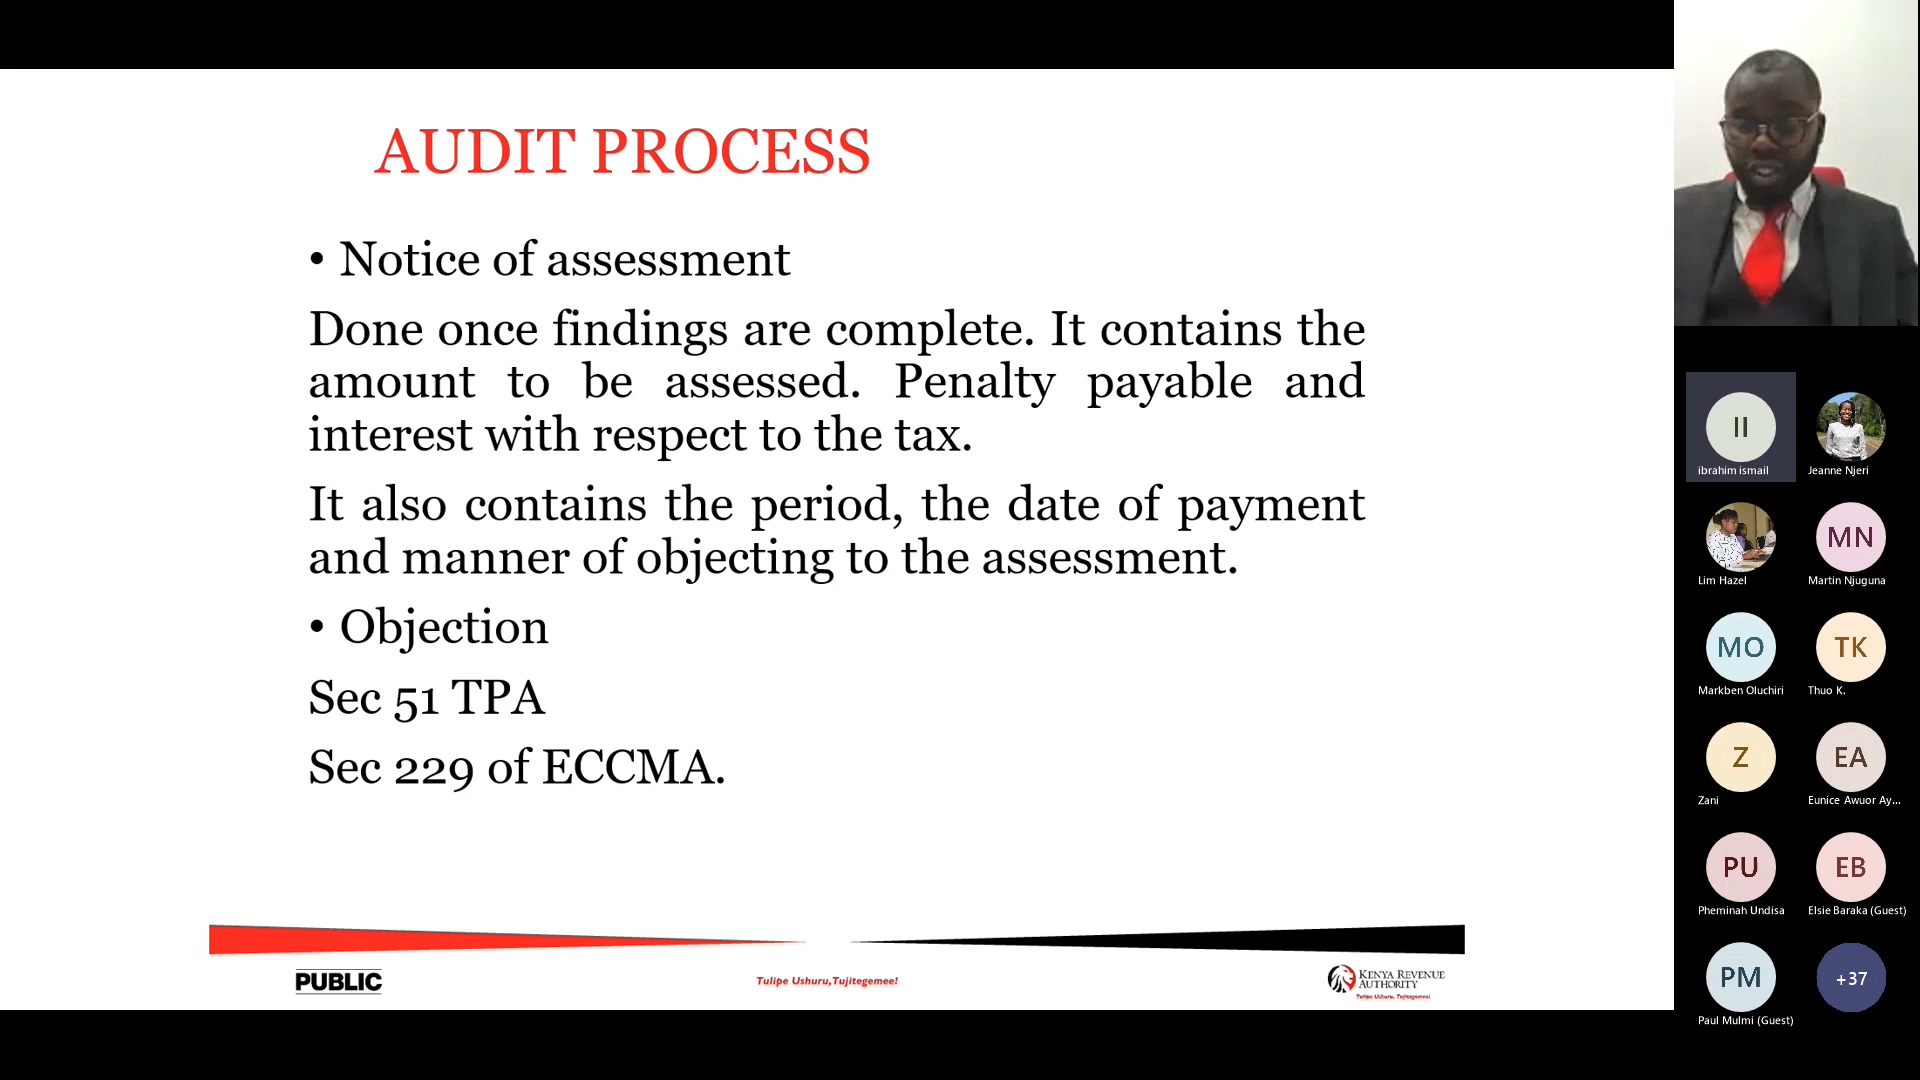 AUDIT PROCESS
• Notice of assessment
Done once findings are complete. It contains the
amount to be assessed. Penalty payable and
interest with respect to the tax.
It also contains the period, the date of payment
and manner of objecting to the assessment.
• Objection
Sec 51 TPA
Sec 229 of ECCMA.
PUBLIC
Tulipe Ushuru,Tujitegemee!
KENYA REVENUE
AUTHORITY
Tulipe Ushuru, Tujitegemee!
II
ibrahim ismail
Jeanne Njeri
Lim Hazel
MN
Martin Njuguna
MO
Markben Oluchiri
TK
Thuo K.
Z
Zani
EA
Eunice Awuor Ay...
PU
Pheminah Undisa
EB
Elsie Baraka (Guest)
PM
Paul Mulmi (Guest)
+37